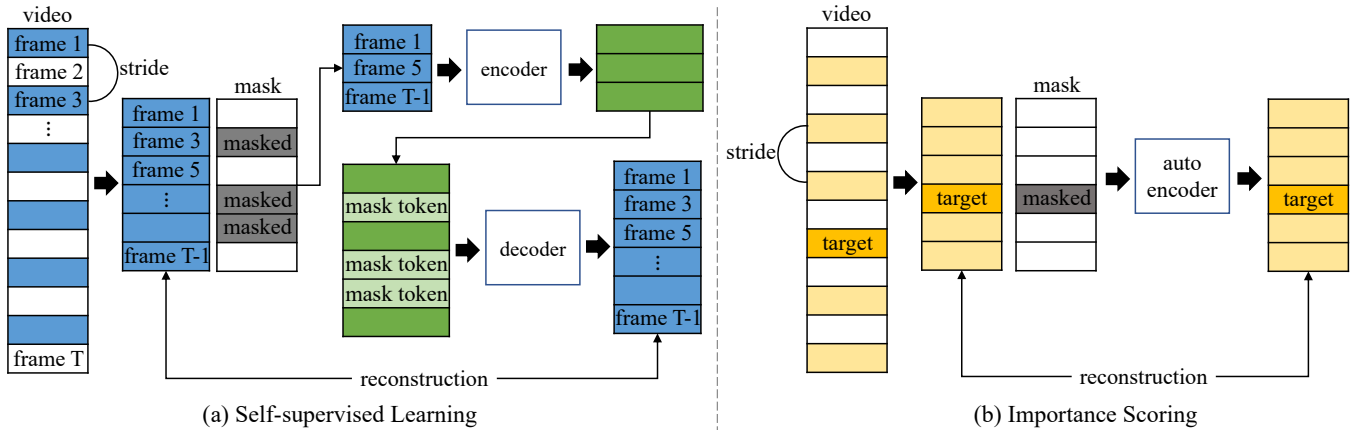 video
frame 1
frame 2
frame 3
⋮
frame T
stride
frame 1
frame 3
frame 5
⋮
frame T-1
mask
masked
masked
masked
frame 1
frame 5
frame T-1
encoder
mask token
mask token
mask token
decoder
frame 1
frame 3
frame 5
⋮
frame T-1
reconstruction
(a) Self-supervised Learning
video
stride
target
target
mask
masked
auto
encoder
target
reconstruction
(b) Importance Scoring